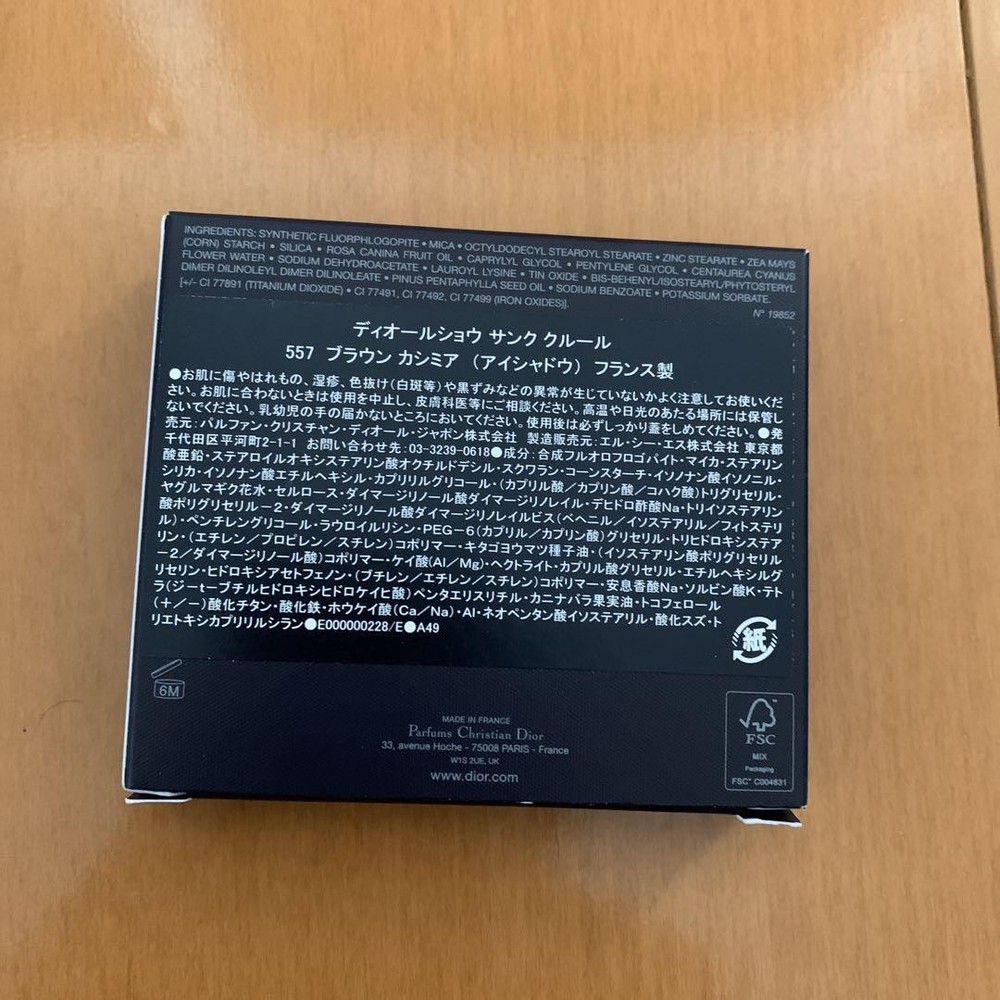 INGREDIENTS: SYNTHETIC FLUORPHLOGOPITE • MICA • OCTYLDODECYL STEAROYL STEARATE • ZINC STEARATE • ZEA MAYS
(CORN) STARCH • SILICA • ROSA CANINA FRUIT OIL • CAPRYLYL GLYCOL • PENTYLENE GLYCOL • CENTAUREA CYANUS
FLOWER WATER • SODIUM DEHYDROACETATE • LAUROYL LYSINE • TIN OXIDE • BIS-BEHENYL/ISOSTEARYL/PHYTOSTERYL
DIMER DILINOLEYL DIMER DILINOLEATE • PINUS PENTAPHYLLA SEED OIL • SODIUM BENZOATE • POTASSIUM SORBATE.
[+/- CI 77891 (TITANIUM DIOXIDE) • CI 77491, CI 77492, CI 77499 (IRON OXIDES)].
N° 19852
ディオールショウ サンク クルール
557 ブラウン カシミア （アイシャドウ） フランス製
●お肌に傷やはれもの、湿疹、色抜け(白斑等)や黒ずみなどの異常が生じていないかよく注意してお使いくだ
さい。お肌に合わないときは使用を中止し、皮膚科医等にご相談ください。高温や日光のあたる場所には保管し
ないでください。乳幼児の手の届かないところにおいてください。使用後は必ずしっかり蓋をしめてください。●発
売元:パルファン・クリスチャン・ディオール・ジャポン株式会社 製造販売元:エル・シー・エス株式会社 東京都
千代田区平河町2-1-1 お問い合わせ先:03-3239-0618●成分:合成フルオロフロゴパイト・マイカ・ステアリン
酸亜鉛・ステアロイルオキシステアリン酸オクチルドデシル・スクワラン・コーンスターチ・イソノナン酸イソノニル・
シリカ・イソノナン酸エチルヘキシル・カプリリルグリコール・(カプリル酸／カプリン酸／コハク酸)トリグリセリル・
ヤグルマギク花水・セルロース・ダイマージリノール酸ダイマージリノレイル・デヒドロ酢酸Na・トリイソステアリン
酸ポリグリセリル－2・ダイマージリノール酸ダイマージリノレイルビス(ベヘニル／イソステアリル／フィトステリ
ル)・ペンチレングリコール・ラウロイルリシン・PEG－6(カプリル／カプリン酸)グリセリル・トリヒドロキシステア
リン・(エチレン／プロピレン／スチレン)コポリマー・キタゴヨウマツ種子油・(イソステアリン酸ポリグリセリル
－2／ダイマージリノール酸)コポリマー・ケイ酸(Al／Mg)・ヘクトライト・カプリル酸グリセリル・エチルヘキシルグ
リセリン・ヒドロキシアセトフェノン・(ブチレン／エチレン／スチレン)コポリマー・安息香酸Na・ソルビン酸K・テト
ラ(ジーtーブチルヒドロキシヒドロケイヒ酸)ペンタエリスリチル・カニナバラ果実油・トコフェロール
(＋／－)酸化チタン・酸化鉄・ホウケイ酸(Ca／Na)・Al・ネオペンタン酸イソステアリル・酸化スズ・ト
リエトキシカプリリルシラン●E000000228/E●A49
紙
6M
MADE IN FRANCE
Parfums Christian Dior
33, avenue Hoche - 75008 PARIS - France
W1S 2UE, UK
www.dior.com
FSC
MIX
Packaging
FSC™ C004631